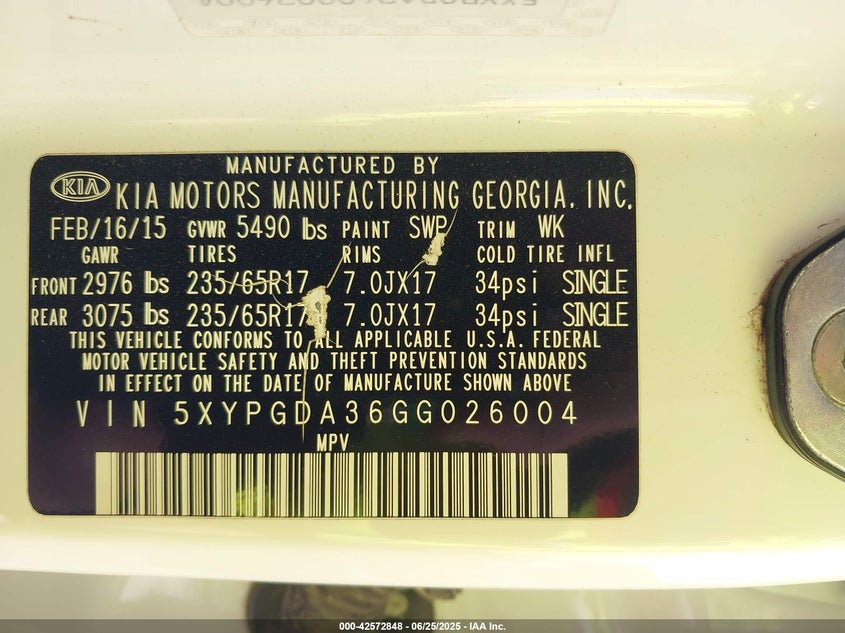 MANUFACTURED BY
KIA KIA MOTORS MANUFACTURING GEORGIA, INC.
FEB/16/15 GVWR 5490 lbs PAINT SWP TRIM WK
GAWR TIRES RIMS COLD TIRE INFL
FRONT 2976 lbs 235/65R17 7.0JX17 34psi SINGLE
REAR 3075 lbs 235/65R17 7.0JX17 34psi SINGLE
THIS VEHICLE CONFORMS TO ALL APPLICABLE U.S.A. FEDERAL
MOTOR VEHICLE SAFETY AND THEFT PREVENTION STANDARDS
IN EFFECT ON THE DATE OF MANUFACTURE SHOWN ABOVE
VIN 5XYPGDA36GG026004
MPV
000-42572848 - 06/25/2025 - IAA Inc.